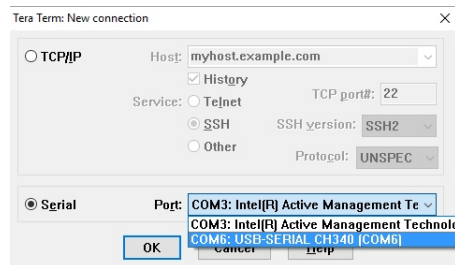 Tera Term: New connection
TCP/IP Host: myhost.example.com
History
Service: Telnet TCP port#: 22
SSH SSH version: SSH2
Other Protocol: UNSPEC
Serial Port: COM3: Intel(R) Active Management Te
COM3: Intel(R) Active Management Technolo
COM6: USB-SERIAL CH340 (COM6)
OK Cancel Help